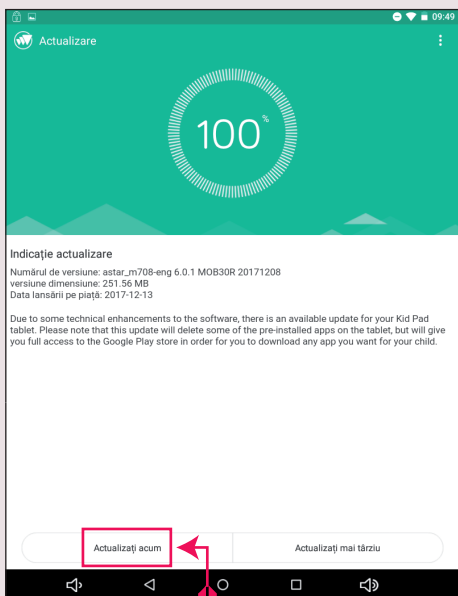 09:49
Actualizare
100%
Indicație actualizare
Numărul de versiune: astar_m708-eng 6.0.1 MOB30R 20171208
versiune dimensiune: 251.56 MB
Data lansării pe piață: 2017-12-13
Due to some technical enhancements to the software, there is an available update for your Kid Pad
tablet. Please note that this update will delete some of the pre-installed apps on the tablet, but will give
you full access to the Google Play store in order for you to download any app you want for your child.
Actualizați acum
Actualizați mai târziu